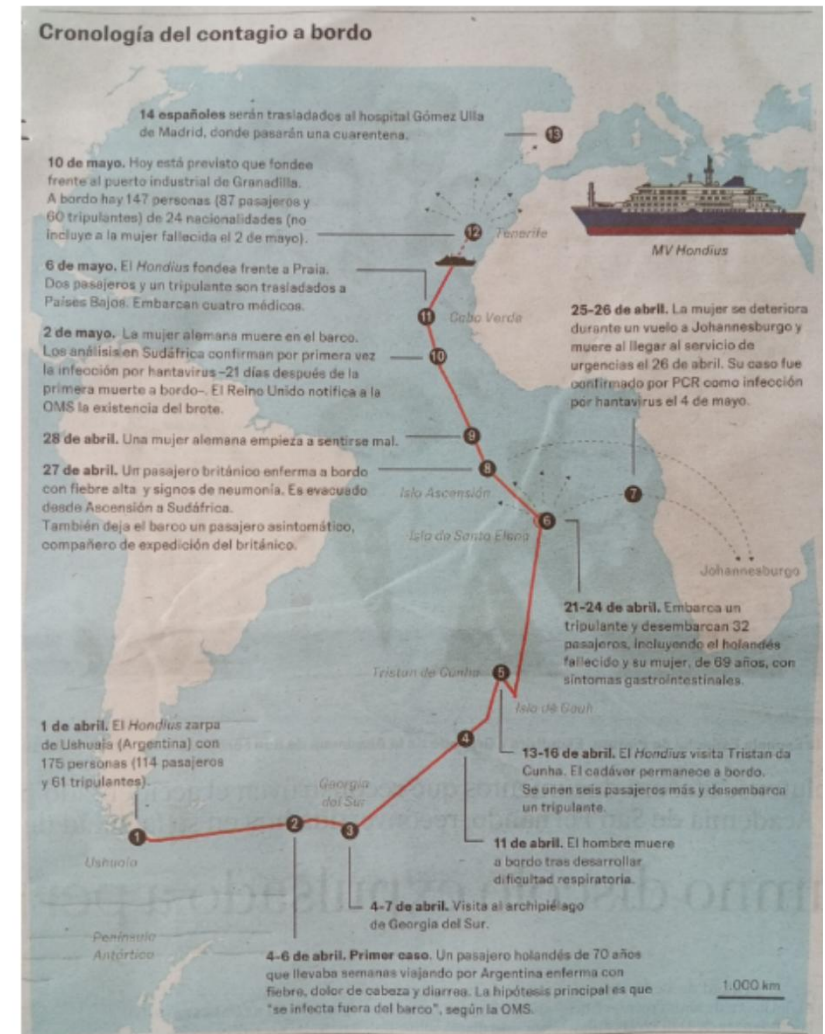 Cronología del contagio a bordo
14 españoles serán trasladados al hospital Gómez Ulla
de Madrid, donde pasarán una cuarentena.
13
10 de mayo. Hoy está previsto que fondee
frente al puerto industrial de Granadilla.
A bordo hay 147 personas (87 pasajeros y
60 tripulantes) de 24 nacionalidades (no
incluye a la mujer fallecida el 2 de mayo).
12
Tenerife
MV Hondius
6 de mayo. El Hondius fondea frente a Praia.
Dos pasajeros y un tripulante son trasladados a
Países Bajos. Embarcan cuatro médicos.
11
Cabo Verde
2 de mayo. La mujer alemana muere en el barco.
Los análisis en Sudáfrica confirman por primera vez
la infección por hantavirus –21 días después de la
primera muerte a bordo–. El Reino Unido notifica a la
OMS la existencia del brote.
10
25-26 de abril. La mujer se deteriora
durante un vuelo a Johannesburgo y
muere al llegar al servicio de
urgencias el 26 de abril. Su caso fue
confirmado por PCR como infección
por hantavirus el 4 de mayo.
28 de abril. Una mujer alemana empieza a sentirse mal.
9
27 de abril. Un pasajero británico enferma a bordo
con fiebre alta y signos de neumonía. Es evacuado
desde Ascensión a Sudáfrica.
También deja el barco un pasajero asintomático,
compañero de expedición del británico.
8
Isla Ascensión
7
6
Isla de Santa Elena
Johannesburgo
21-24 de abril. Embarca un
tripulante y desembarcan 32
pasajeros, incluyendo el holandés
fallecido y su mujer, de 69 años, con
síntomas gastrointestinales.
Tristan da Cunha
5
Isla de Gouh
1 de abril. El Hondius zarpa
de Ushuaia (Argentina) con
175 personas (114 pasajeros
y 61 tripulantes).
4
13-16 de abril. El Hondius visita Tristan da
Cunha. El cadáver permanece a bordo.
Se unen seis pasajeros más y desembarca
un tripulante.
Georgia
del Sur
1
2
3
Ushuaia
11 de abril. El hombre muere
a bordo tras desarrollar
dificultad respiratoria.
4-7 de abril. Visita al archipiélago
de Georgia del Sur.
Península
Antártica
4-6 de abril. Primer caso. Un pasajero holandés de 70 años
que llevaba semanas viajando por Argentina enferma con
fiebre, dolor de cabeza y diarrea. La hipótesis principal es que
"se infecta fuera del barco", según la OMS.
1.000 km